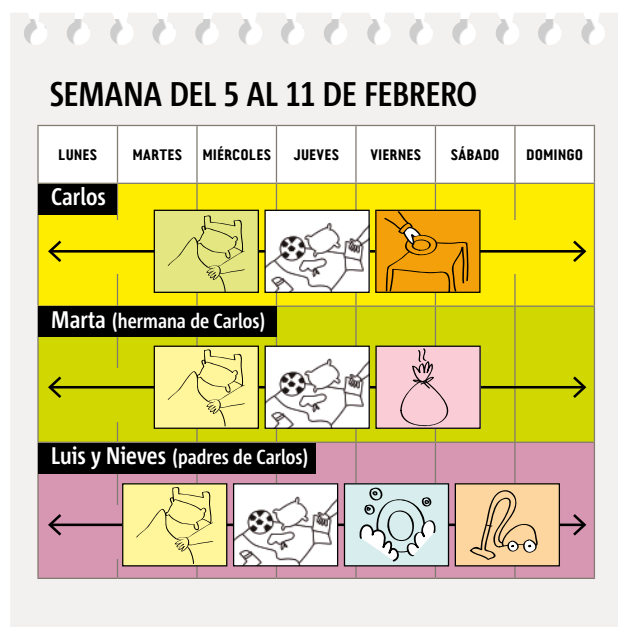 SEMANA DEL 5 AL 11 DE FEBRERO
LUNES MARTES MIÉRCOLES JUEVES VIERNES SÁBADO DOMINGO
Carlos
Marta (hermana de Carlos)
Luis y Nieves (padres de Carlos)